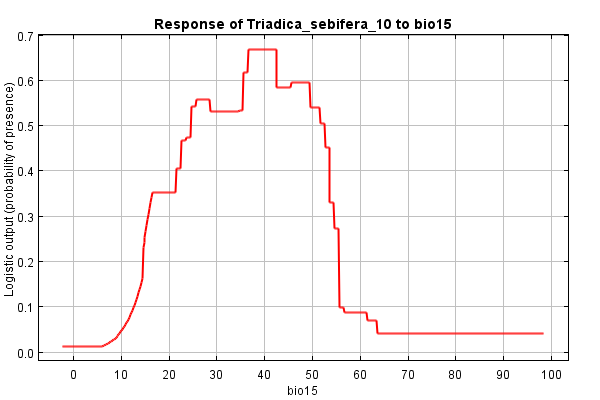 Response of Triadica_sebifera_10 to bio15
Logistic output (probability of presence)
0.7
0.6
0.5
0.4
0.3
0.2
0.1
0.0
0 10 20 30 40 50 60 70 80 90 100
bio15